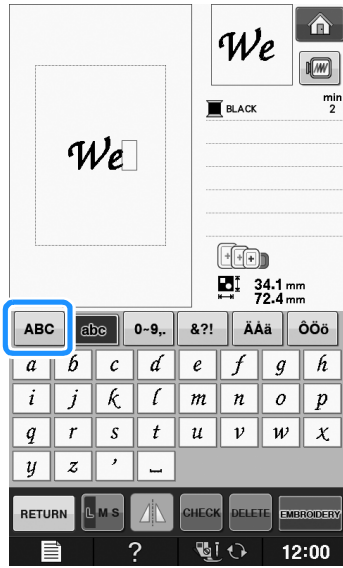 We
We
BLACK
min
2
34.1 mm
72.4 mm
ABC abc 0~9,. &?! ÄÅä ÔÖö
a b c d e f g h
i j k l m n o p
q r s t u v w x
y z ’ ⎵
RETURN L M S CHECK DELETE EMBROIDERY
? 12:00